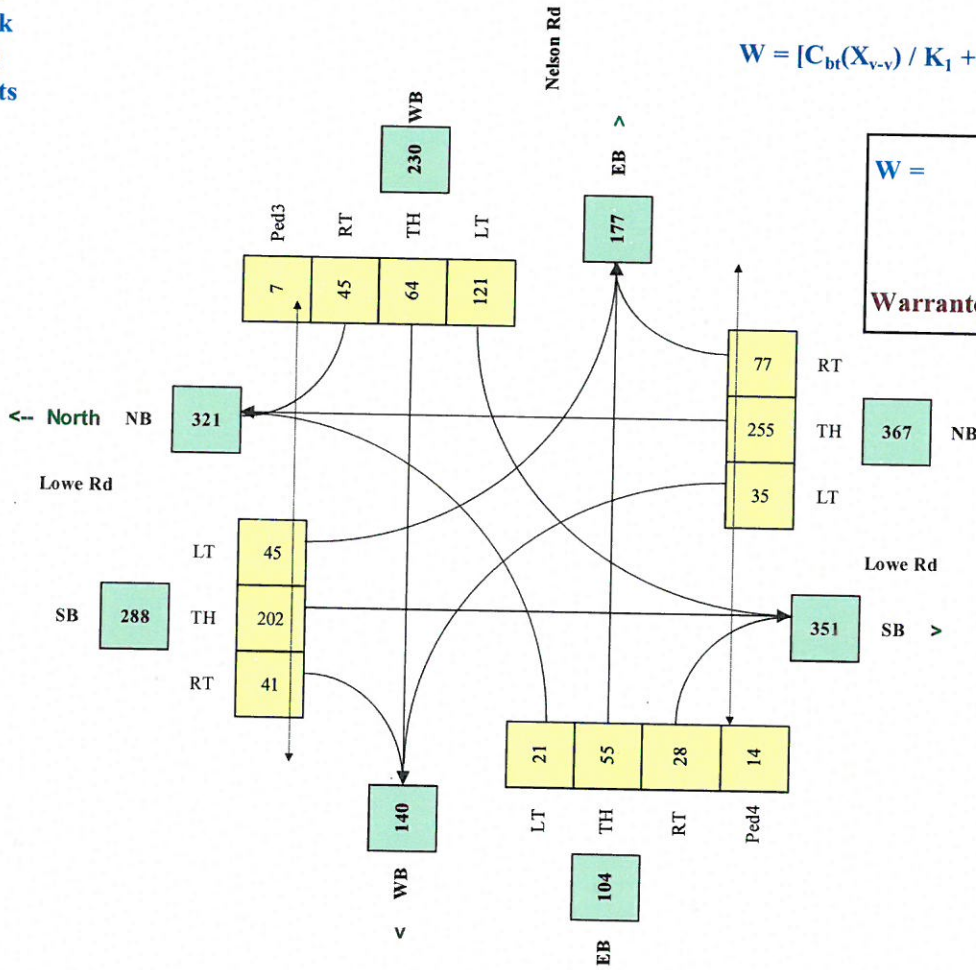 k
ts
W = [C_bt(X_v-v) / K_1 +
Nelson Rd
WB
230
Ped3
RT
TH
LT
7
45
64
121
EB >
177
W =
Warrante
77 RT
255 TH
35 LT
367 NB
<-- North NB 321
Lowe Rd
LT 45
SB 288 TH 202
RT 41
Lowe Rd
351 SB >
21
55
28
14
LT
TH
RT
Ped4
140
< WB
104
EB